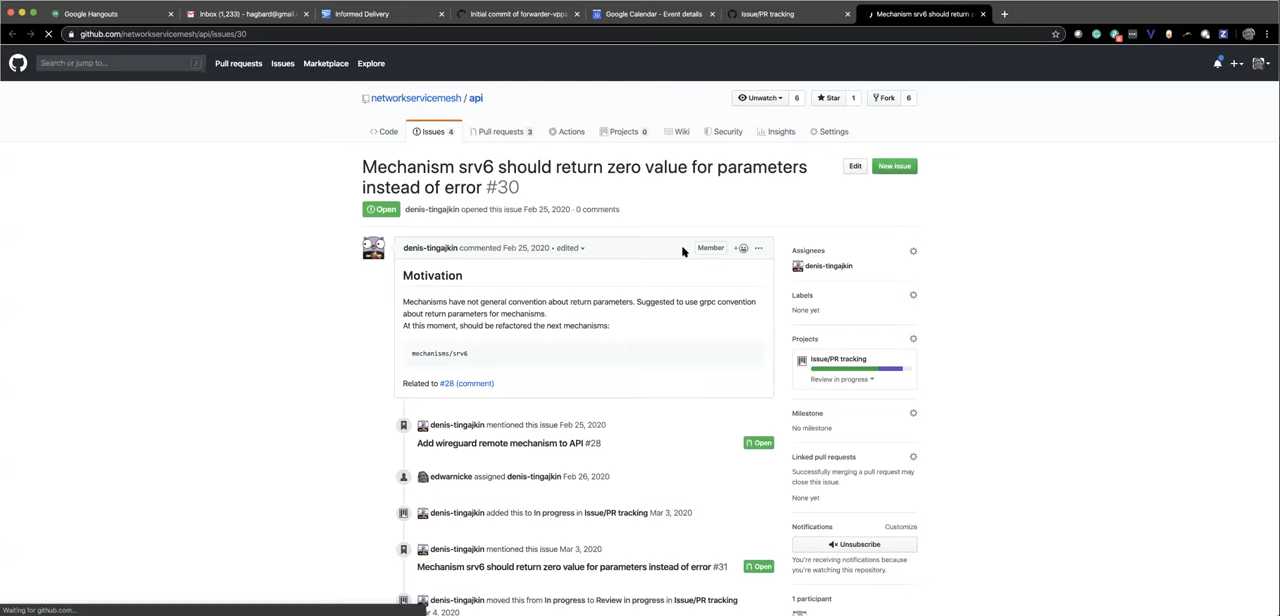 Google Hangouts
Inbox (1,233) - hagbard@gmail.
Informed Delivery
Initial commit of forwarder-vpp
Google Calendar - Event details
Issue/PR tracking
Mechanism srv6 should return z
github.com/networkservicemesh/api/issues/30
Search or jump to...
/
Pull requests
Issues
Marketplace
Explore
networkservicemesh / api
Unwatch
6
Star
1
Fork
6
Code
Issues 4
Pull requests 3
Actions
Projects 0
Wiki
Security
Insights
Settings
Mechanism srv6 should return zero value for parameters
instead of error #30
Edit
New issue
Open
denis-tingajkin opened this issue Feb 25, 2020 · 0 comments
denis-tingajkin commented Feb 25, 2020 • edited
Member
Motivation
Mechanisms have not general convention about return parameters. Suggested to use grpc convention
about return parameters for mechanisms.
At this moment, should be refactored the next mechanisms:
mechanisms/srv6
Related to #28 (comment)
denis-tingajkin mentioned this issue Feb 25, 2020
Add wireguard remote mechanism to API #28
Open
edwarnicke assigned denis-tingajkin Feb 26, 2020
denis-tingajkin added this to In progress in Issue/PR tracking Mar 3, 2020
denis-tingajkin mentioned this issue Mar 3, 2020
Mechanism srv6 should return zero value for parameters instead of error #31
Open
denis-tingajkin moved this from In progress to Review in progress in Issue/PR tracking
4, 2020
Assignees
denis-tingajkin
Labels
None yet
Projects
Issue/PR tracking
Review in progress
Milestone
No milestone
Linked pull requests
Successfully merging a pull request may
close this issue.
None yet
Notifications
Customize
Unsubscribe
You're receiving notifications because
you're watching this repository.
1 participant
Waiting for github.com...